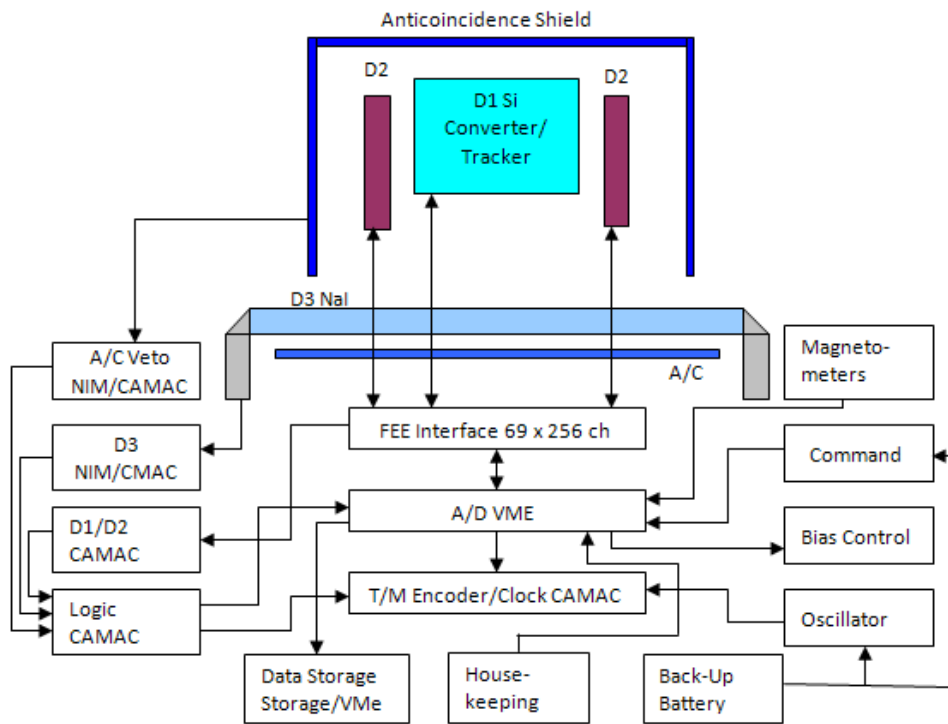 Anticoincidence Shield
D2
D1 Si
Converter/
Tracker
D2
D3 NaI
A/C
Magneto-
meters
A/C Veto
NIM/CAMAC
FEE Interface 69 x 256 ch
D3
NIM/CMAC
Command
A/D VME
D1/D2
CAMAC
Bias Control
T/M Encoder/Clock CAMAC
Logic
CAMAC
Oscillator
Data Storage
Storage/VMe
House-
keeping
Back-Up
Battery